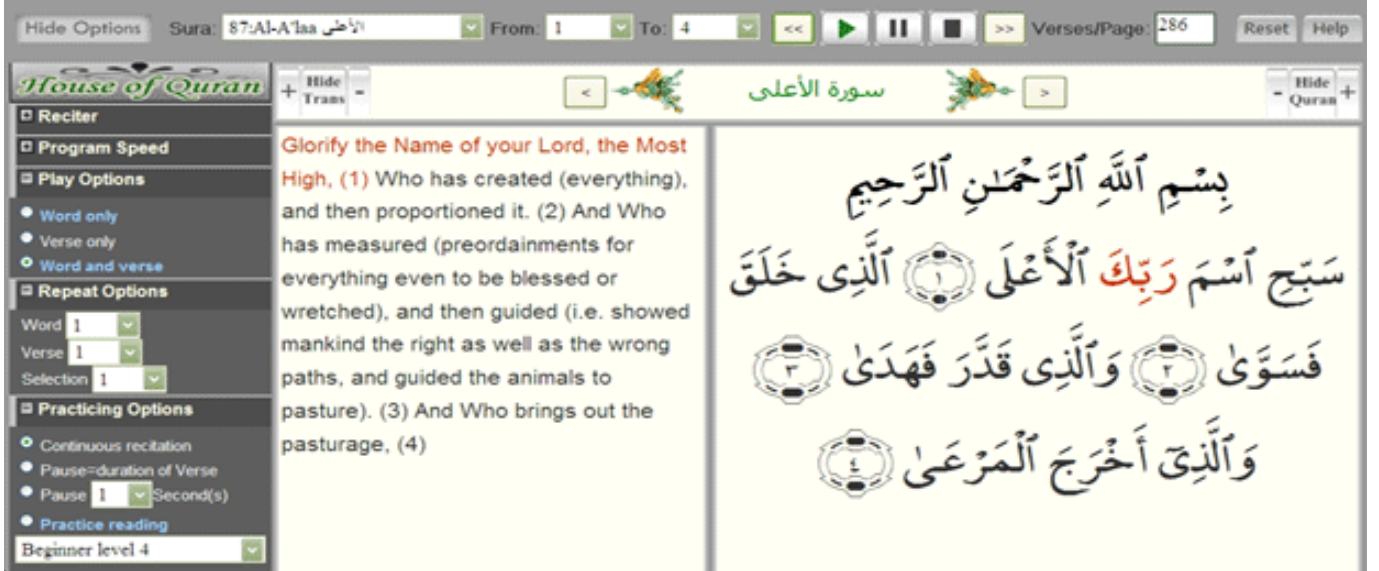 Hide Options Sura: 87:Al-A'laa الأعلى From: 1 To: 4 << >> Verses/Page: 286 Reset Help
House of Quran
Reciter
Program Speed
Play Options
Word only
Verse only
Word and verse
Repeat Options
Word 1
Verse 1
Selection 1
Practicing Options
Continuous recitation
Pause=duration of Verse
Pause 1 Second(s)
Practice reading
Beginner level 4
+ Hide Trans -
< سورة الأعلى >
- Hide Quran +
Glorify the Name of your Lord, the Most
High, (1) Who has created (everything),
and then proportioned it. (2) And Who
has measured (preordainments for
everything even to be blessed or
wretched), and then guided (i.e. showed
mankind the right as well as the wrong
paths, and guided the animals to
pasture). (3) And Who brings out the
pasturage, (4)
بِسْمِ ٱللَّهِ ٱلرَّحْمَـٰنِ ٱلرَّحِيمِ
سَبِّحِ ٱسْمَ رَبِّكَ ٱلْأَعْلَى ١ ٱلَّذِى خَلَقَ
فَسَوَّىٰ ٢ وَٱلَّذِى قَدَّرَ فَهَدَىٰ ٣
وَٱلَّذِىٓ أَخْرَجَ ٱلْمَرْعَىٰ ٤